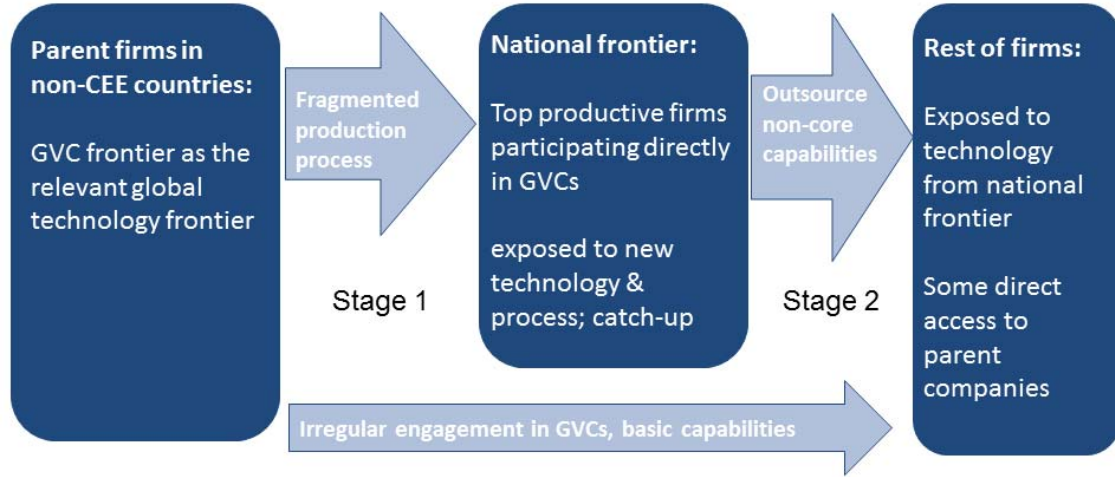 Parent firms in
non-CEE countries:
GVC frontier as the
relevant global
technology frontier
Fragmented
production
process
Stage 1
National frontier:
Top productive firms
participating directly
in GVCs
exposed to new
technology &
process; catch-up
Outsource
non-core
capabilities
Stage 2
Rest of firms:
Exposed to
technology
from national
frontier
Some direct
access to
parent
companies
Irregular engagement in GVCs, basic capabilities